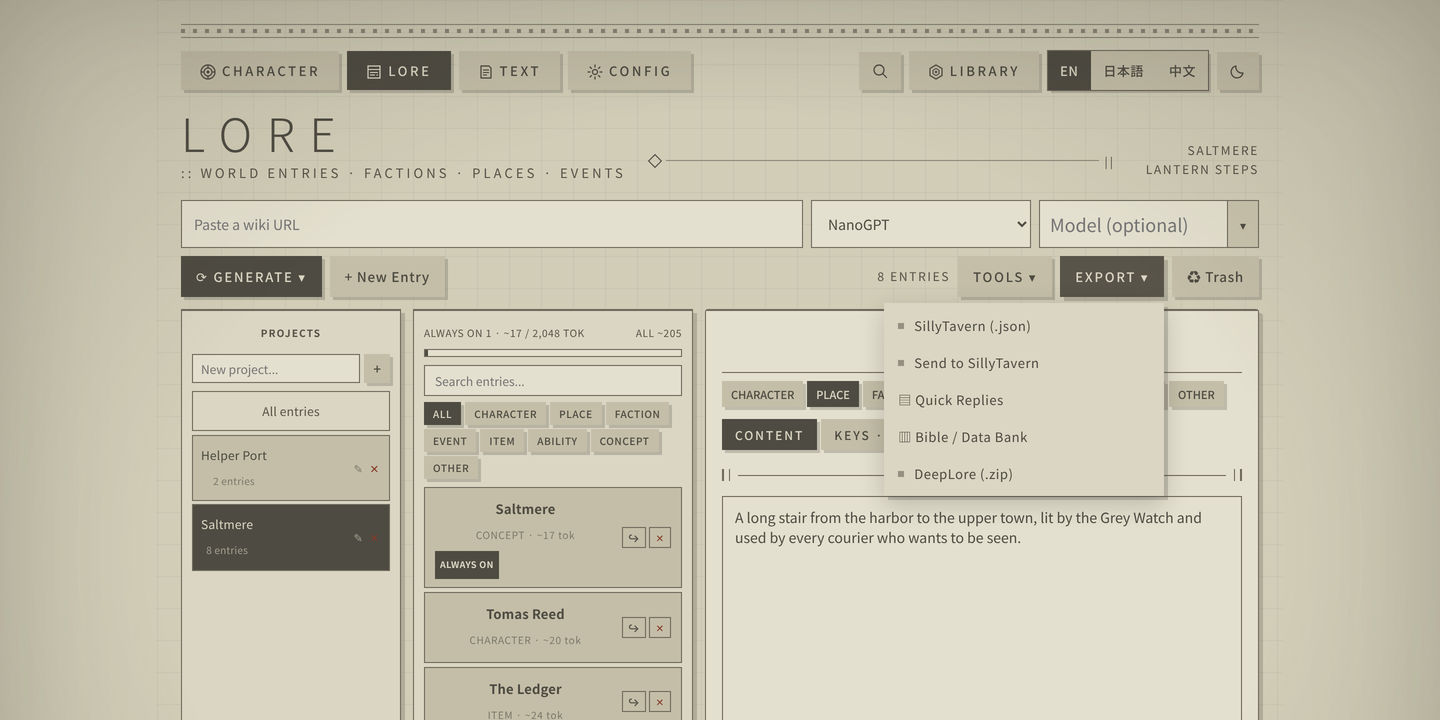 CHARACTER LORE TEXT CONFIG LIBRARY EN 日本語 中文
LORE
:: WORLD ENTRIES · FACTIONS · PLACES · EVENTS
SALTMERE
LANTERN STEPS
Paste a wiki URL NanoGPT Model (optional) ▾
⟳ GENERATE ▾ + New Entry 8 ENTRIES TOOLS ▾ EXPORT ▾ ♻ Trash
PROJECTS
New project... +
All entries
Helper Port
2 entries
✎ ×
Saltmere
8 entries
✎ ×
ALWAYS ON 1 · ~17 / 2,048 TOK ALL ~205
Search entries...
ALL CHARACTER PLACE FACTION
EVENT ITEM ABILITY CONCEPT
OTHER
Saltmere
CONCEPT · ~17 tok
↪ ×
ALWAYS ON
Tomas Reed
CHARACTER · ~20 tok
↪ ×
The Ledger
ITEM · ~24 tok
↪ ×
SillyTavern (.json)
Send to SillyTavern
Quick Replies
Bible / Data Bank
DeepLore (.zip)
CHARACTER PLACE FA OTHER
CONTENT KEYS ·
A long stair from the harbor to the upper town, lit by the Grey Watch and
used by every courier who wants to be seen.